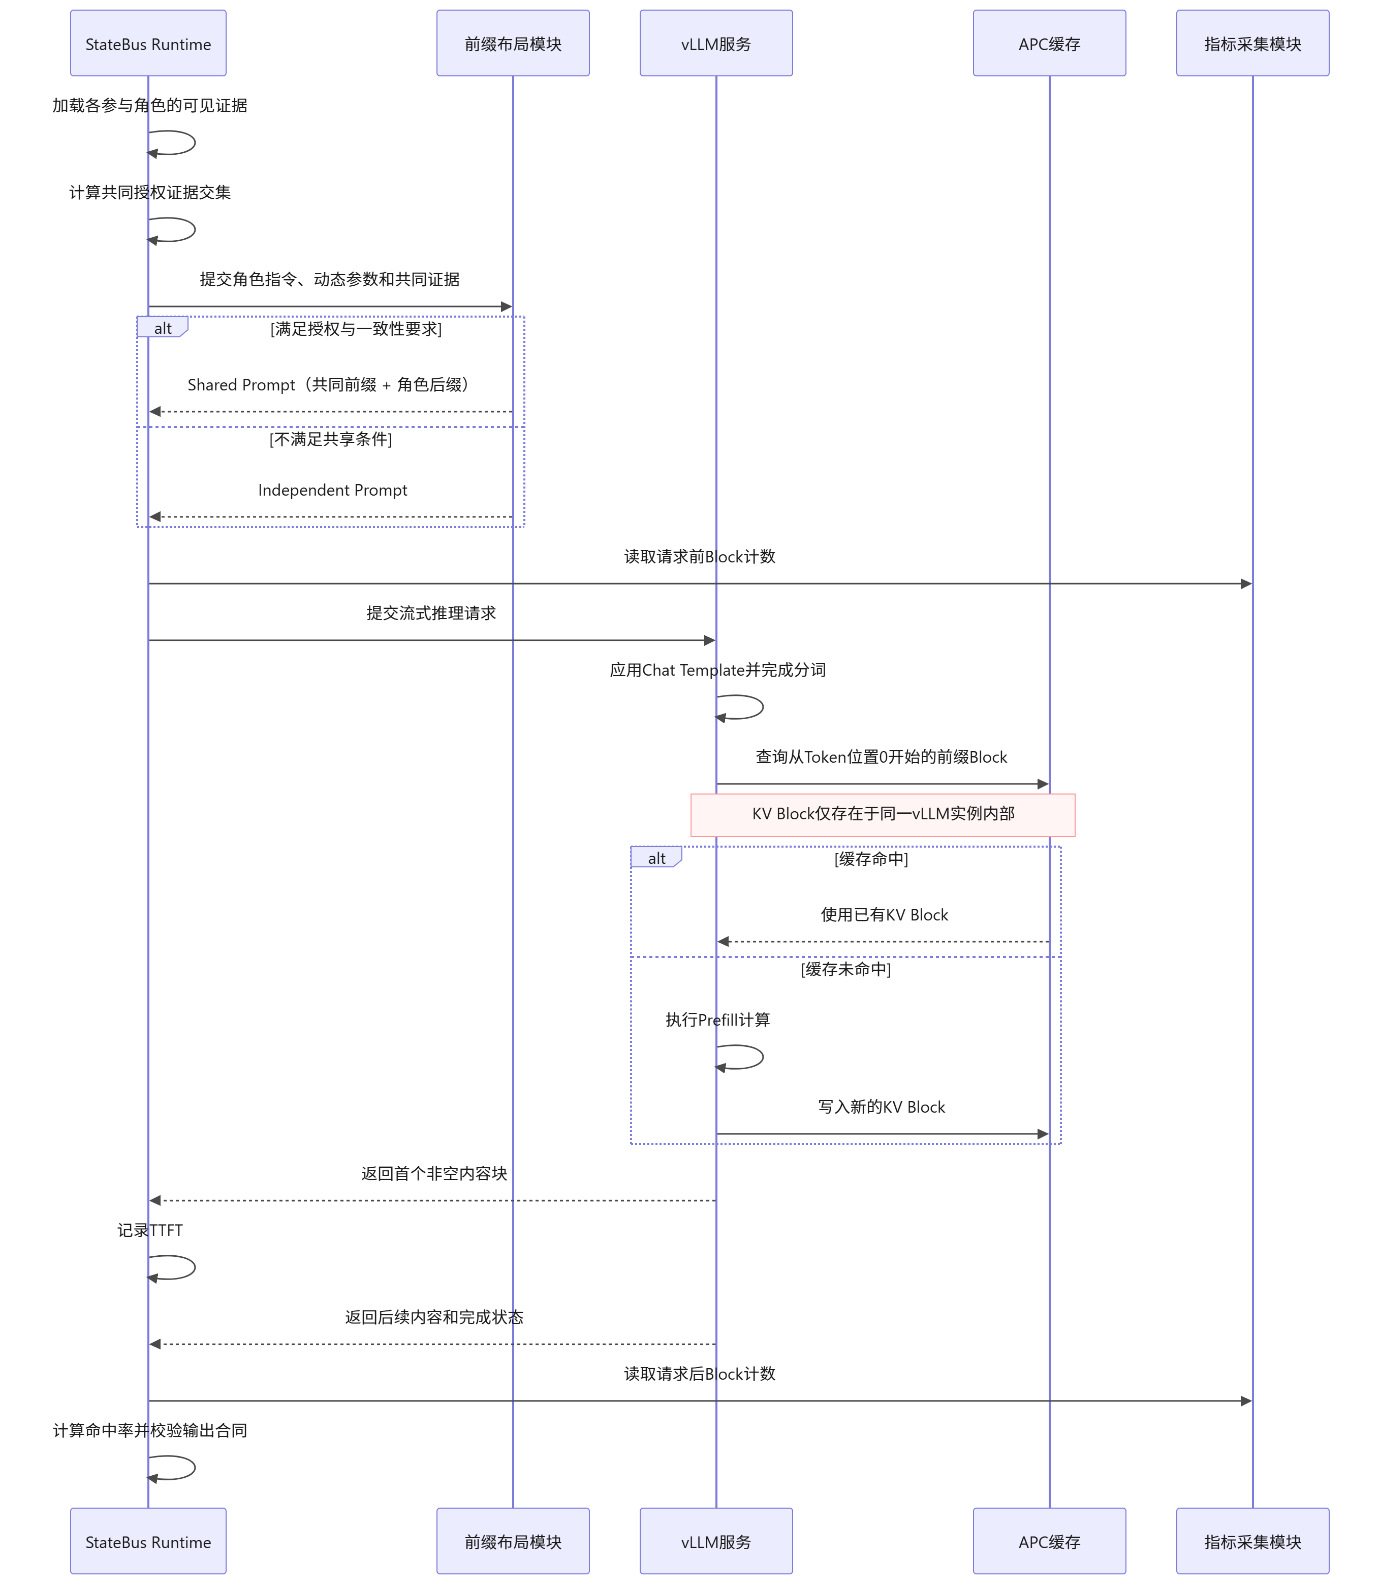 StateBus Runtime
前缀布局模块
vLLM服务
APC缓存
指标采集模块
加载各参与角色的可见证据
计算共同授权证据交集
提交角色指令、动态参数和共同证据
alt
[满足授权与一致性要求]
Shared Prompt（共同前缀 + 角色后缀）
[不满足共享条件]
Independent Prompt
读取请求前Block计数
提交流式推理请求
应用Chat Template并完成分词
查询从Token位置0开始的前缀Block
KV Block仅存在于同一vLLM实例内部
alt
[缓存命中]
使用已有KV Block
[缓存未命中]
执行Prefill计算
写入新的KV Block
返回首个非空内容块
记录TTFT
返回后续内容和完成状态
读取请求后Block计数
计算命中率并校验输出合同
StateBus Runtime
前缀布局模块
vLLM服务
APC缓存
指标采集模块